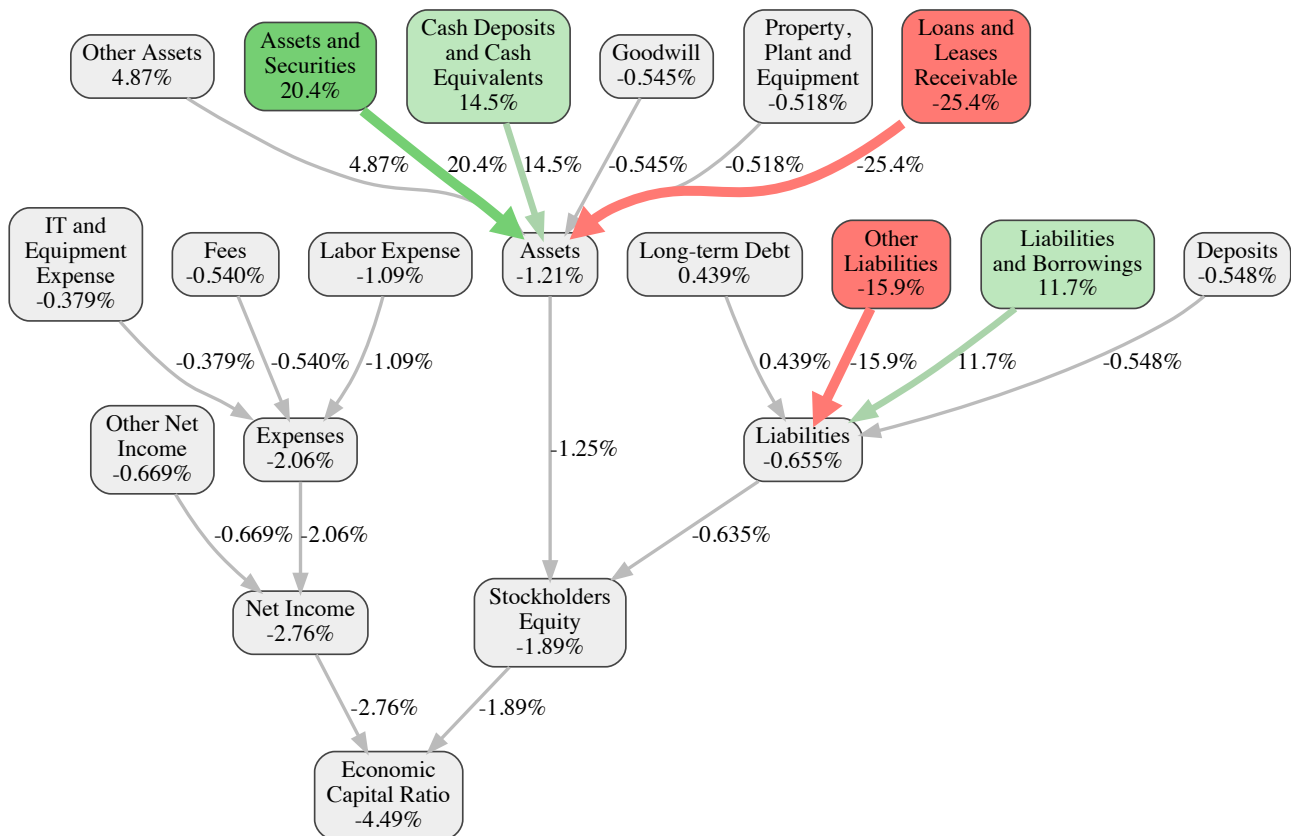 Other Assets
4.87%
Assets and
Securities
20.4%
Cash Deposits
and Cash
Equivalents
14.5%
Goodwill
-0.545%
Property,
Plant and
Equipment
-0.518%
Loans and
Leases
Receivable
-25.4%
4.87%
20.4%
14.5%
-0.545%
-0.518%
-25.4%
IT and
Equipment
Expense
-0.379%
Fees
-0.540%
Labor Expense
-1.09%
Assets
-1.21%
Long-term Debt
0.439%
Other
Liabilities
-15.9%
Liabilities
and Borrowings
11.7%
Deposits
-0.548%
-0.379%
-0.540%
-1.09%
0.439%
-15.9%
11.7%
-0.548%
Other Net
Income
-0.669%
Expenses
-2.06%
-1.25%
Liabilities
-0.655%
-0.669%
-2.06%
-0.635%
Net Income
-2.76%
Stockholders
Equity
-1.89%
-2.76%
-1.89%
Economic
Capital Ratio
-4.49%